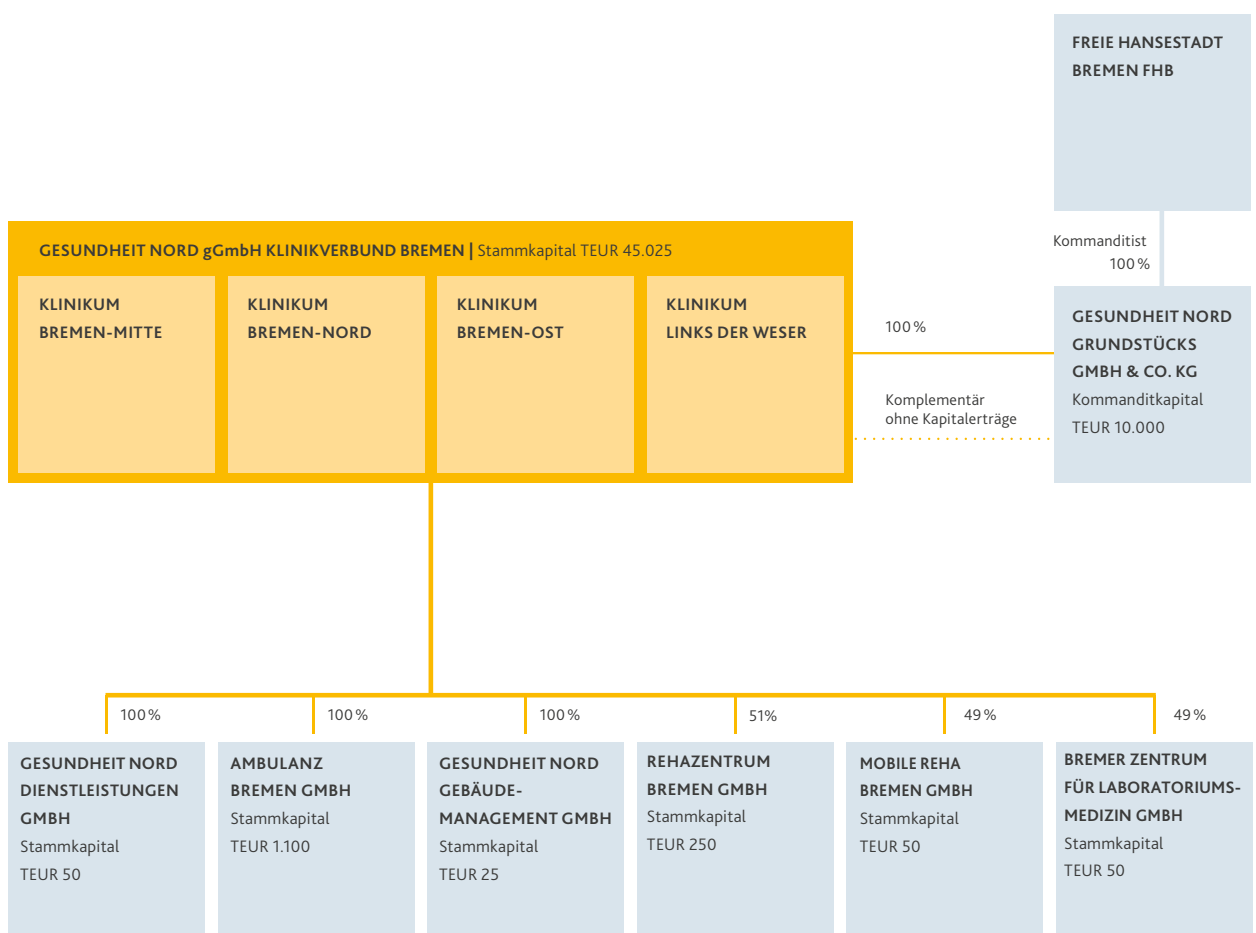 FREIE HANSESTADT
BREMEN FHB
Kommanditist
100 %
GESUNDHEIT NORD gGmbH KLINIKVERBUND BREMEN | Stammkapital TEUR 45.025
KLINIKUM
BREMEN-MITTE
KLINIKUM
BREMEN-NORD
KLINIKUM
BREMEN-OST
KLINIKUM
LINKS DER WESER
100 %
Komplementär
ohne Kapitalerträge
GESUNDHEIT NORD
GRUNDSTÜCKS
GMBH & CO. KG
Kommanditkapital
TEUR 10.000
100 %
100 %
100 %
51%
49 %
49 %
GESUNDHEIT NORD
DIENSTLEISTUNGEN
GMBH
Stammkapital
TEUR 50
AMBULANZ
BREMEN GMBH
Stammkapital
TEUR 1.100
GESUNDHEIT NORD
GEBÄUDE-
MANAGEMENT GMBH
Stammkapital
TEUR 25
REHAZENTRUM
BREMEN GMBH
Stammkapital
TEUR 250
MOBILE REHA
BREMEN GMBH
Stammkapital
TEUR 50
BREMER ZENTRUM
FÜR LABORATORIUMS-
MEDIZIN GMBH
Stammkapital
TEUR 50